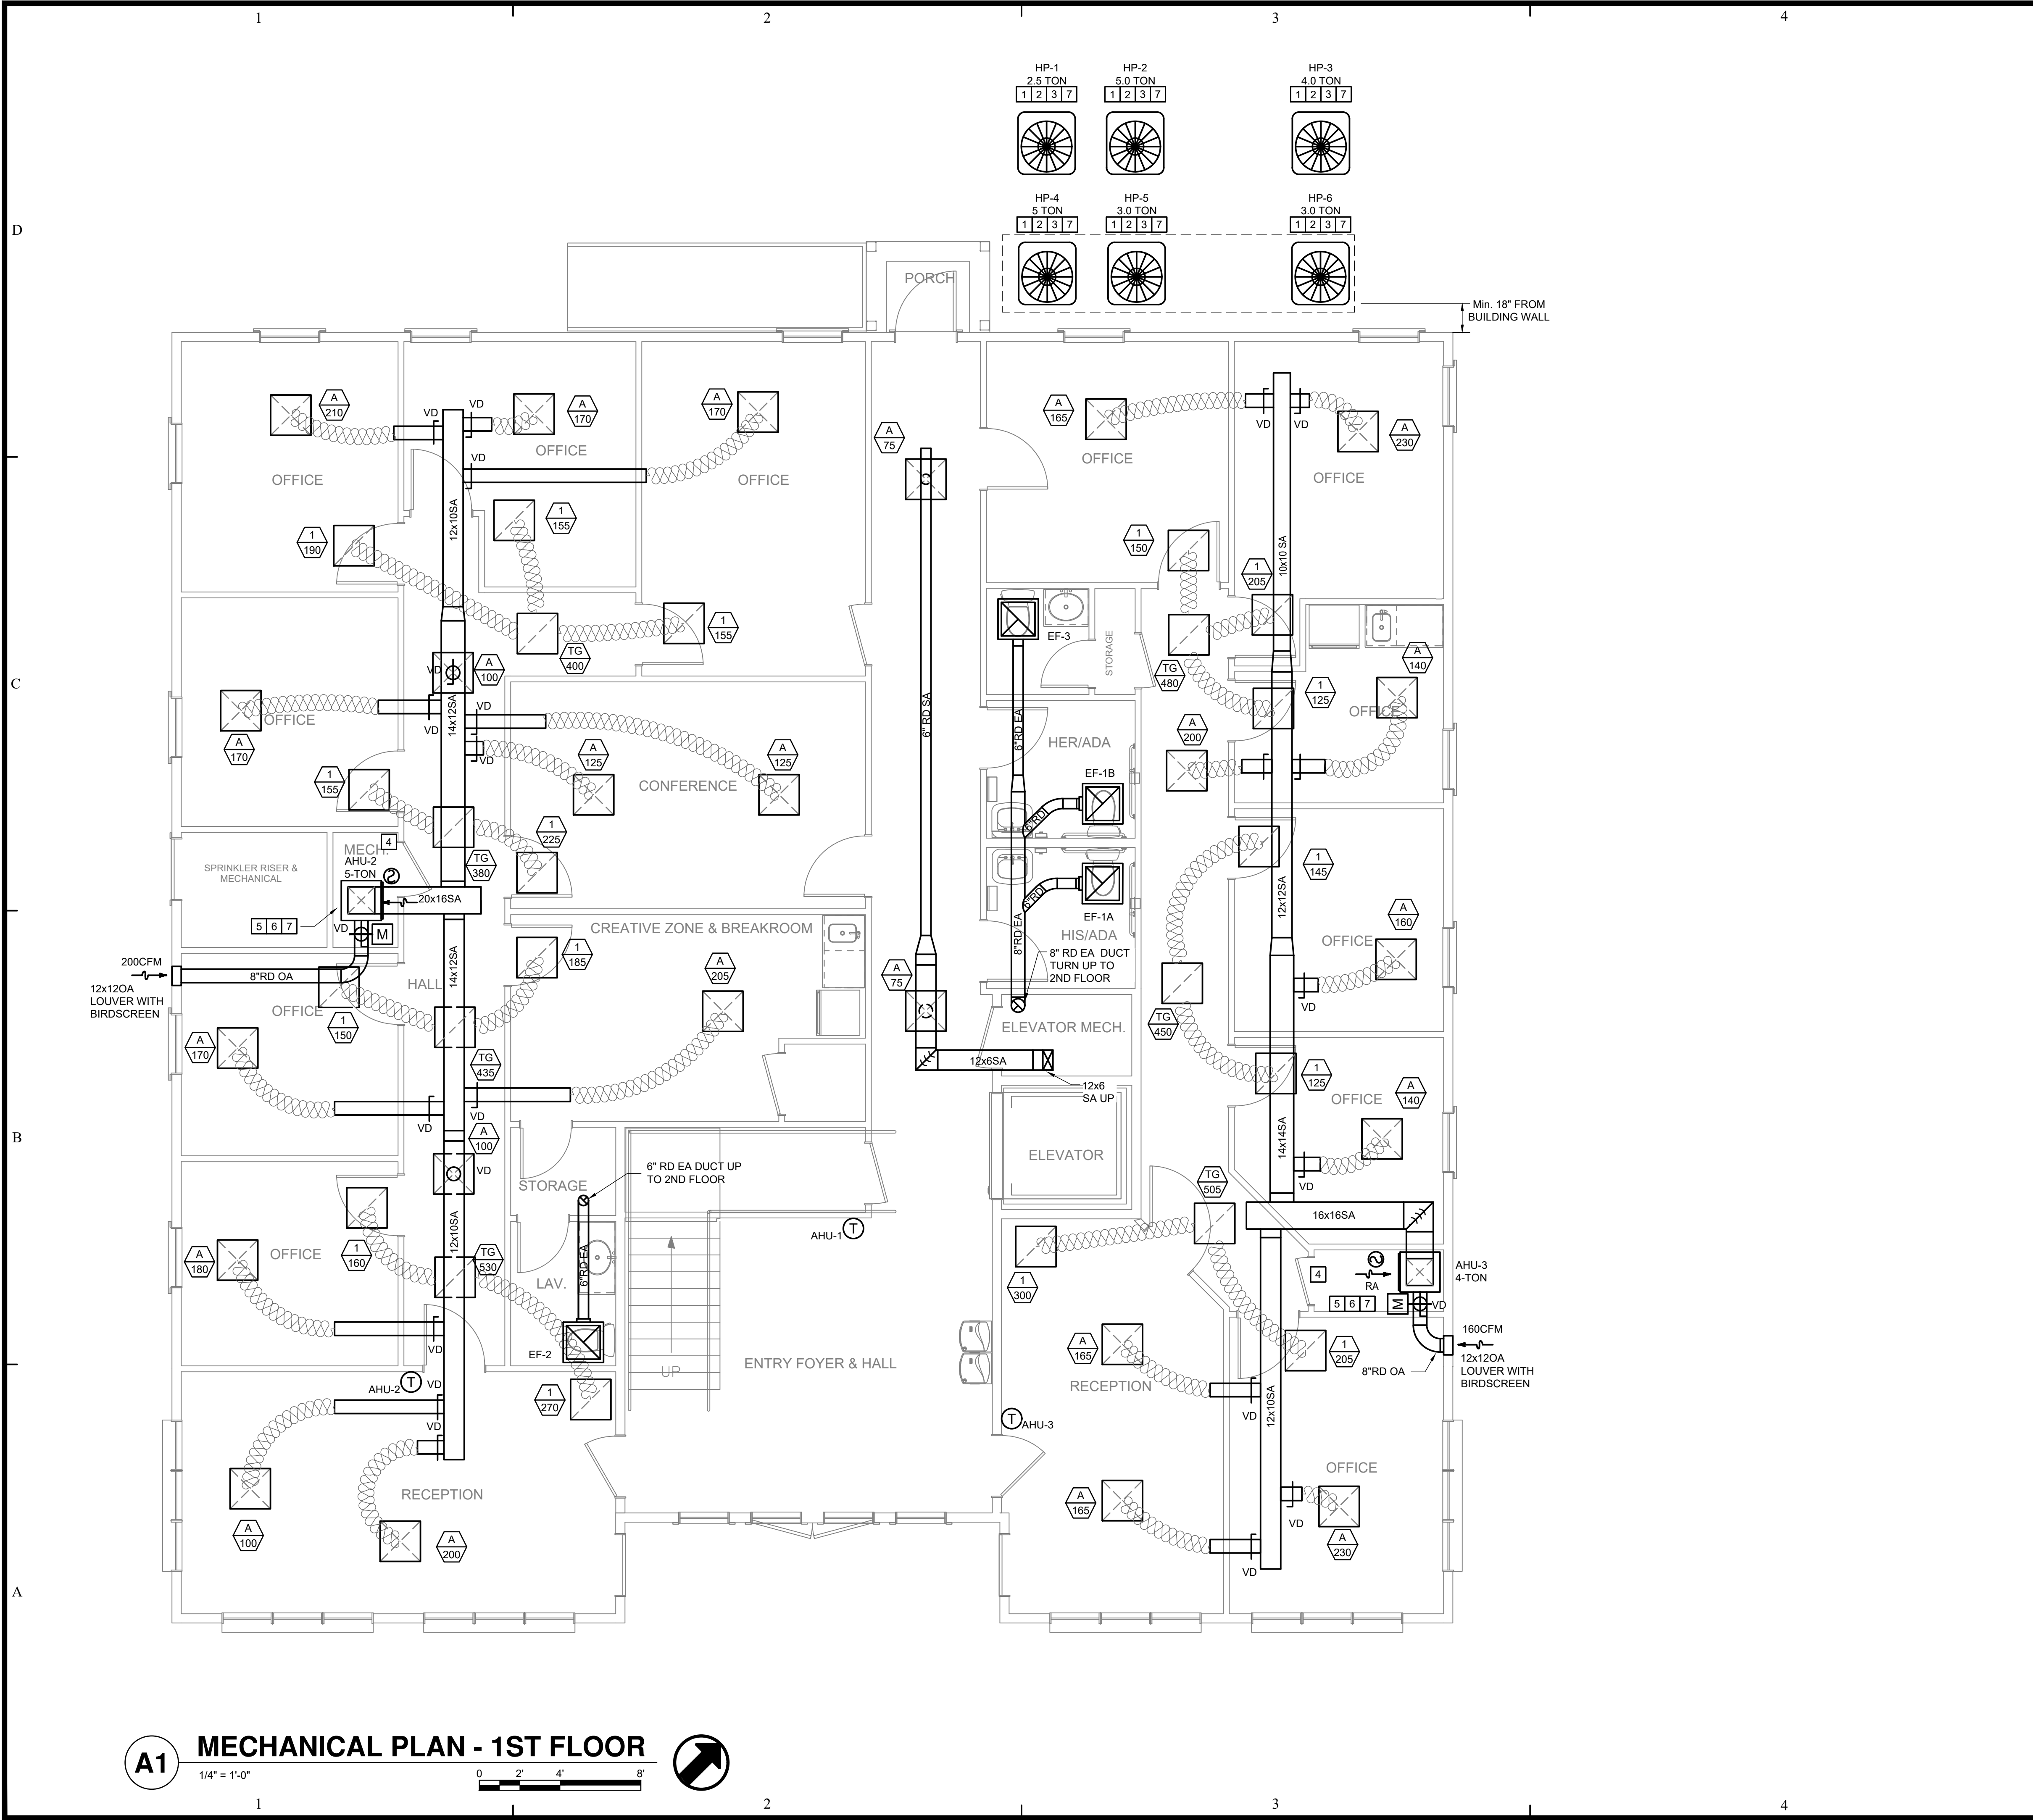 1
2
3
4
HP-1
2.5 TON
1 2 3 7
HP-2
5.0 TON
1 2 3 7
HP-3
4.0 TON
1 2 3 7
HP-4
5 TON
1 2 3 7
HP-5
3.0 TON
1 2 3 7
HP-6
3.0 TON
1 2 3 7
D
PORCH
Min. 18" FROM
BUILDING WALL
A
210
VD
VD
A
170
A
170
A
75
A
165
VD
VD
A
230
OFFICE
OFFICE
OFFICE
OFFICE
OFFICE
VD
12x10SA
1
155
1
190
1
150
10x10 SA
1
205
EF-3
STORAGE
1
155
TG
400
C
VD
A
100
TG
480
A
140
1
125
OFFICE
OFFICE
A
170
VD
VD
14x12SA
VD
VD
6" RD SA
6"RD EA
HER/ADA
A
200
A
125
A
125
CONFERENCE
EF-1B
6"RD
1
155
1
225
MECH.
4
AHU-2
5-TON
SPRINKLER RISER &
MECHANICAL
TG
380
20x16SA
1
145
12x12SA
6"RD
EF-1A
HIS/ADA
8"RD EA
8" RD EA DUCT
TURN UP TO
2ND FLOOR
5 6 7
VD
M
CREATIVE ZONE & BREAKROOM
A
160
OFFICE
200CFM
8"RD OA
12x12OA
LOUVER WITH
BIRDSCREEN
HALL
14x12SA
1
185
A
205
A
75
OFFICE
1
150
A
170
ELEVATOR MECH.
VD
TG
450
TG
435
12x6SA
12x6
SA UP
1
125
A
140
OFFICE
VD
VD
B
A
100
VD
14x14SA
ELEVATOR
6" RD EA DUCT UP
TO 2ND FLOOR
STORAGE
VD
TG
505
16x16SA
AHU-1 T
12x10SA
OFFICE
A
180
1
160
TG
530
LAV.
6"RD EA
1
300
4
RA
AHU-3
4-TON
5 6 7
M
VD
160CFM
12x12OA
LOUVER WITH
BIRDSCREEN
8"RD OA
1
205
VD
EF-2
UP
ENTRY FOYER & HALL
A
165
RECEPTION
AHU-2 T
VD
VD
1
270
T AHU-3
VD
12x10SA
OFFICE
RECEPTION
A
100
A
200
A
165
VD
VD
A
230
A
A1
MECHANICAL PLAN - 1ST FLOOR
1/4" = 1'-0"
0 2' 4' 8'
1
2
3
4